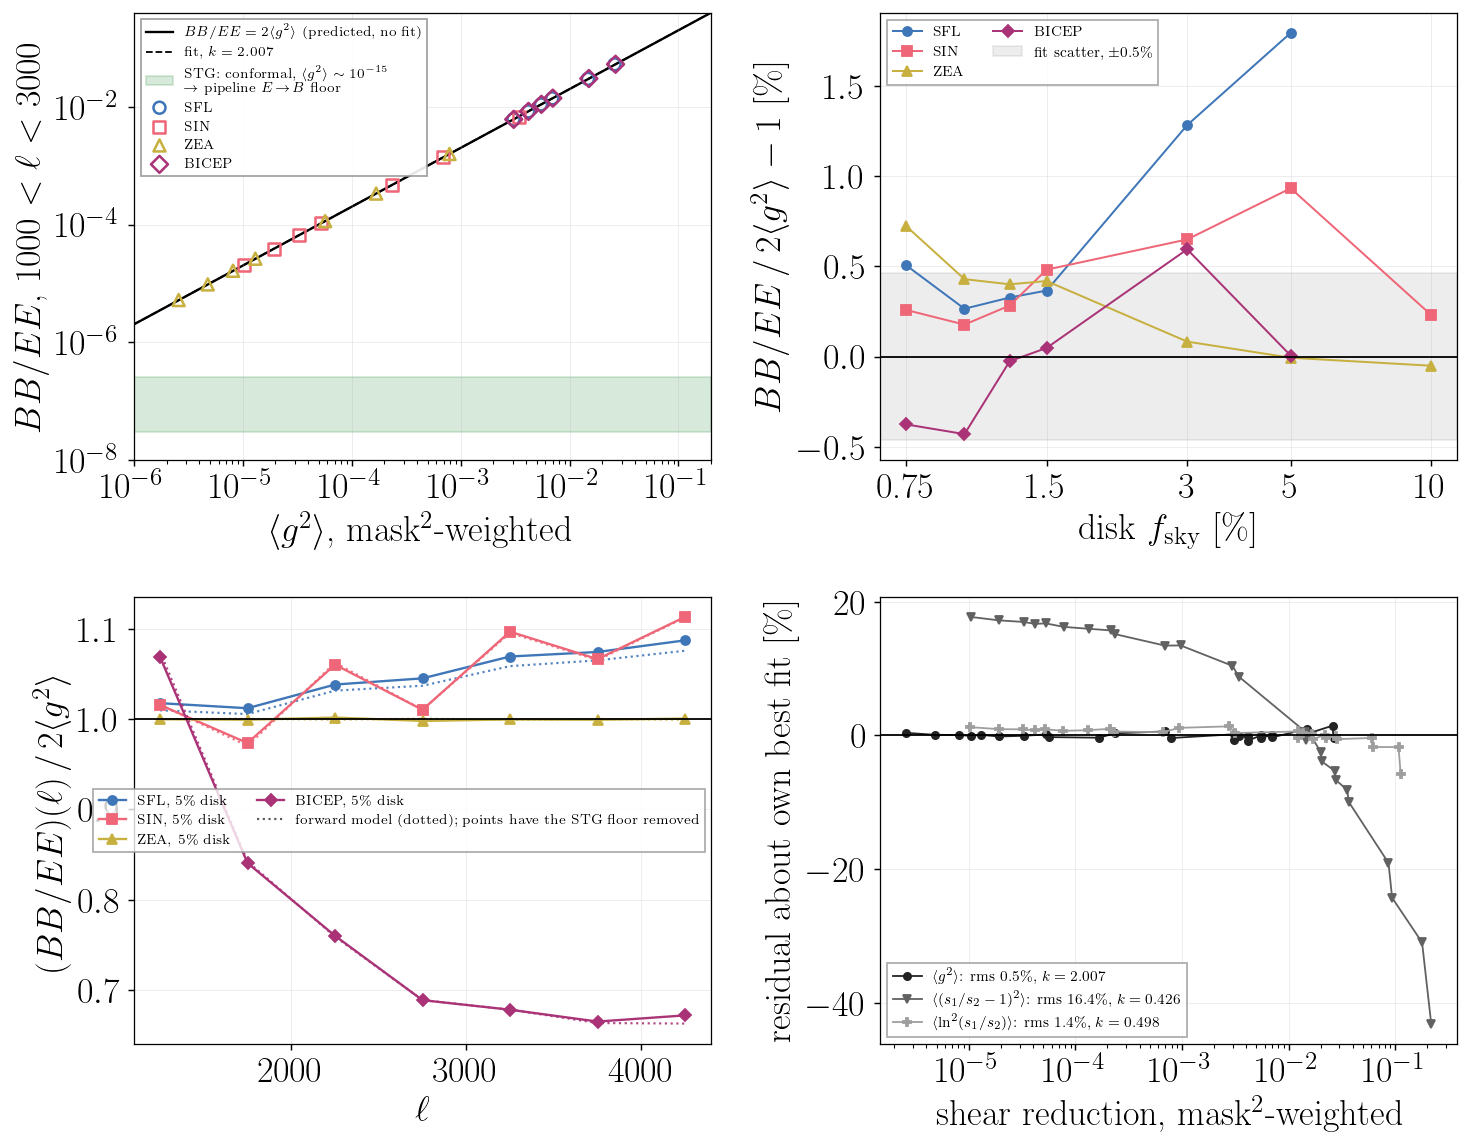 BB/EE = 2⟨g²⟩ (predicted, no fit)
fit, k = 2.007
STG: conformal, ⟨g²⟩ ∼ 10⁻¹⁵
→ pipeline E→B floor
SFL
SIN
ZEA
BICEP
BB/EE, 1000 < ℓ < 3000
10⁻²
10⁻⁴
10⁻⁶
10⁻⁸
10⁻⁶ 10⁻⁵ 10⁻⁴ 10⁻³ 10⁻² 10⁻¹
⟨g²⟩, mask²-weighted
SFL
SIN
ZEA
BICEP
fit scatter, ±0.5%
BB/EE / 2⟨g²⟩ − 1 [%]
1.5
1.0
0.5
0.0
−0.5
0.75 1.5 3 5 10
disk f_sky [%]
(BB/EE)(ℓ) / 2⟨g²⟩
1.1
1.0
0.8
0.7
SFL, 5% disk
SIN, 5% disk
ZEA, 5% disk
BICEP, 5% disk
forward model (dotted); points have the STG floor removed
2000 3000 4000
ℓ
residual about own best fit [%]
20
0
−20
−40
⟨g²⟩: rms 0.5%, k = 2.007
⟨(s₁/s₂ − 1)²⟩: rms 16.4%, k = 0.426
⟨ln²(s₁/s₂)⟩: rms 1.4%, k = 0.498
10⁻⁵ 10⁻⁴ 10⁻³ 10⁻² 10⁻¹
shear reduction, mask²-weighted